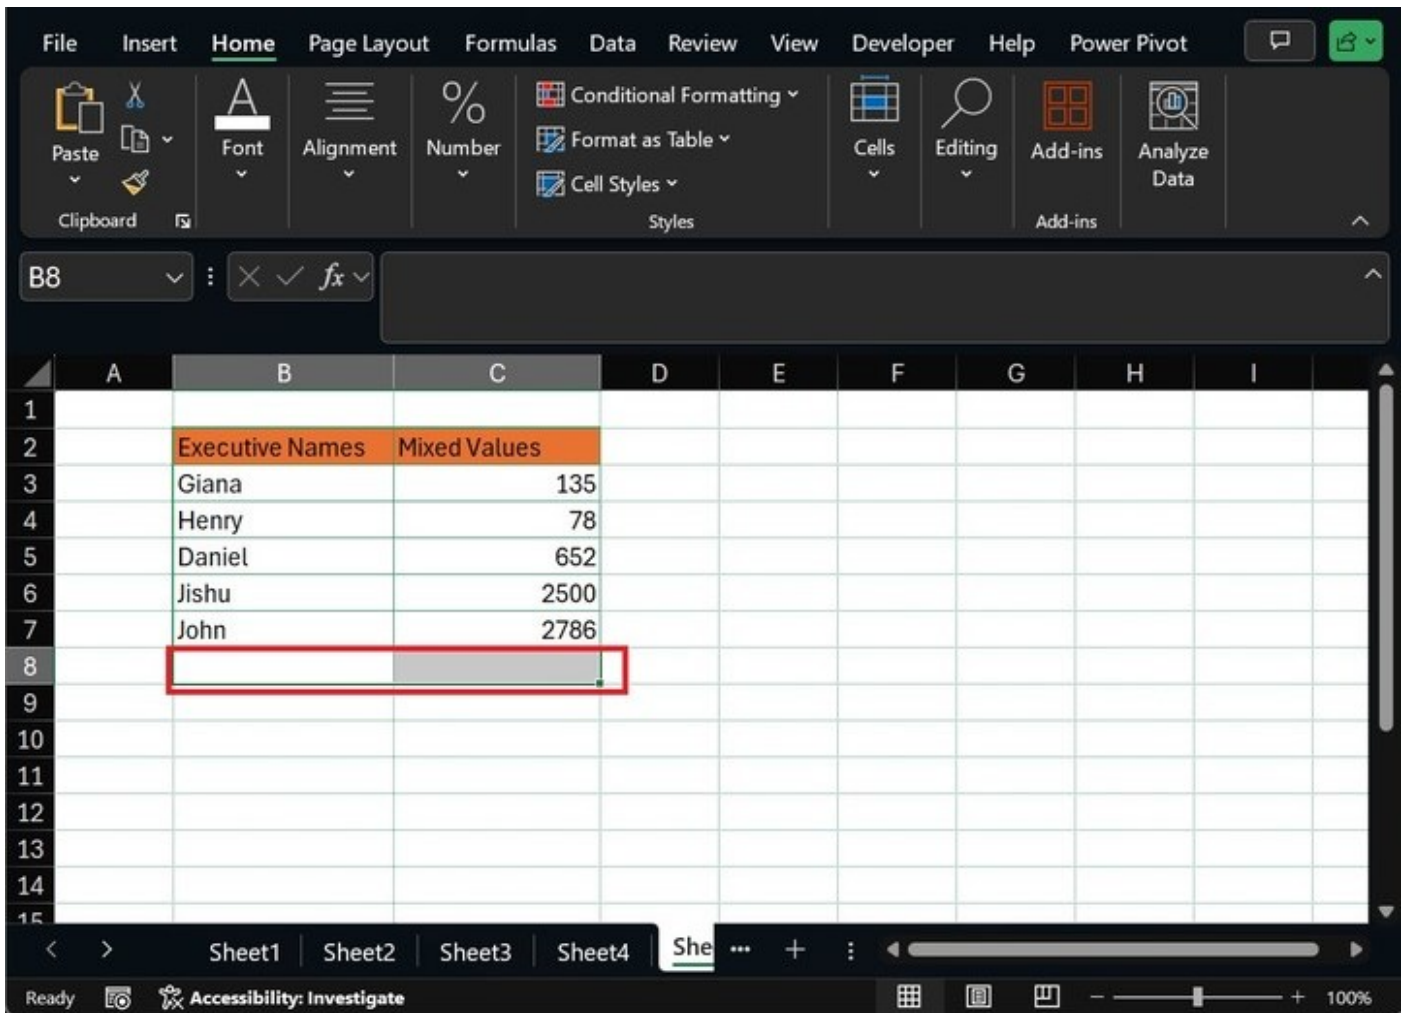 File Insert Home Page Layout Formulas Data Review View Developer Help Power Pivot
Paste
Clipboard
Font
Alignment
Number
Conditional Formatting
Format as Table
Cell Styles
Styles
Cells
Editing
Add-ins
Add-ins
Analyze
Data
B8 fx
A B C D E F G H I
1
2 Executive Names Mixed Values
3 Giana 135
4 Henry 78
5 Daniel 652
6 Jishu 2500
7 John 2786
8
9
10
11
12
13
14
15
Sheet1 Sheet2 Sheet3 Sheet4 She
Ready Accessibility: Investigate 100%